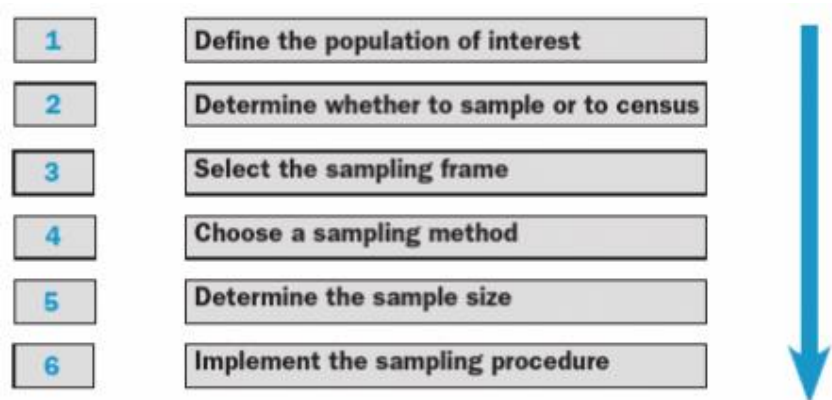 1 Define the population of interest
2 Determine whether to sample or to census
3 Select the sampling frame
4 Choose a sampling method
5 Determine the sample size
6 Implement the sampling procedure